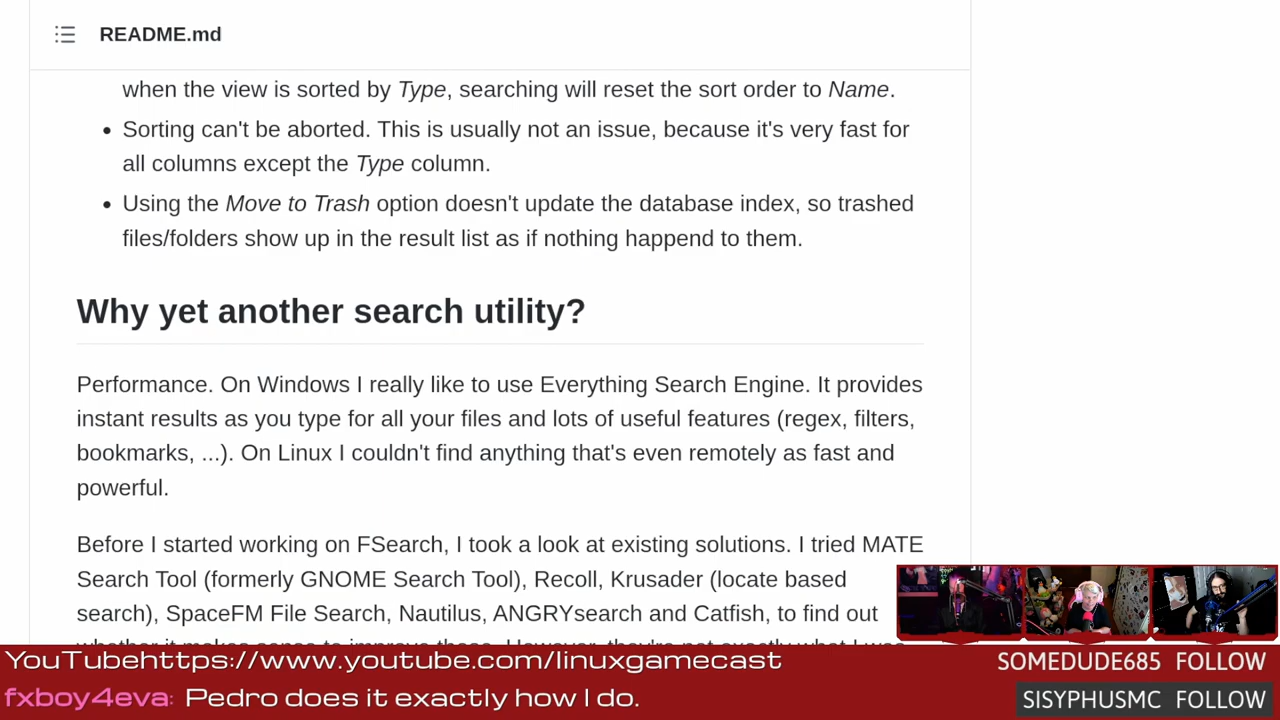 README.md
when the view is sorted by Type, searching will reset the sort order to Name.
• Sorting can't be aborted. This is usually not an issue, because it's very fast for
all columns except the Type column.
• Using the Move to Trash option doesn't update the database index, so trashed
files/folders show up in the result list as if nothing happend to them.
Why yet another search utility?
Performance. On Windows I really like to use Everything Search Engine. It provides
instant results as you type for all your files and lots of useful features (regex, filters,
bookmarks, ...). On Linux I couldn't find anything that's even remotely as fast and
powerful.
Before I started working on FSearch, I took a look at existing solutions. I tried MATE
Search Tool (formerly GNOME Search Tool), Recoll, Krusader (locate based
search), SpaceFM File Search, Nautilus, ANGRYsearch and Catfish, to find out
YouTubehttps://www.youtube.com/linuxgamecast
SOMEDUDE685 FOLLOW
fxboy4eva: Pedro does it exactly how I do.
SISYPHUSMC FOLLOW